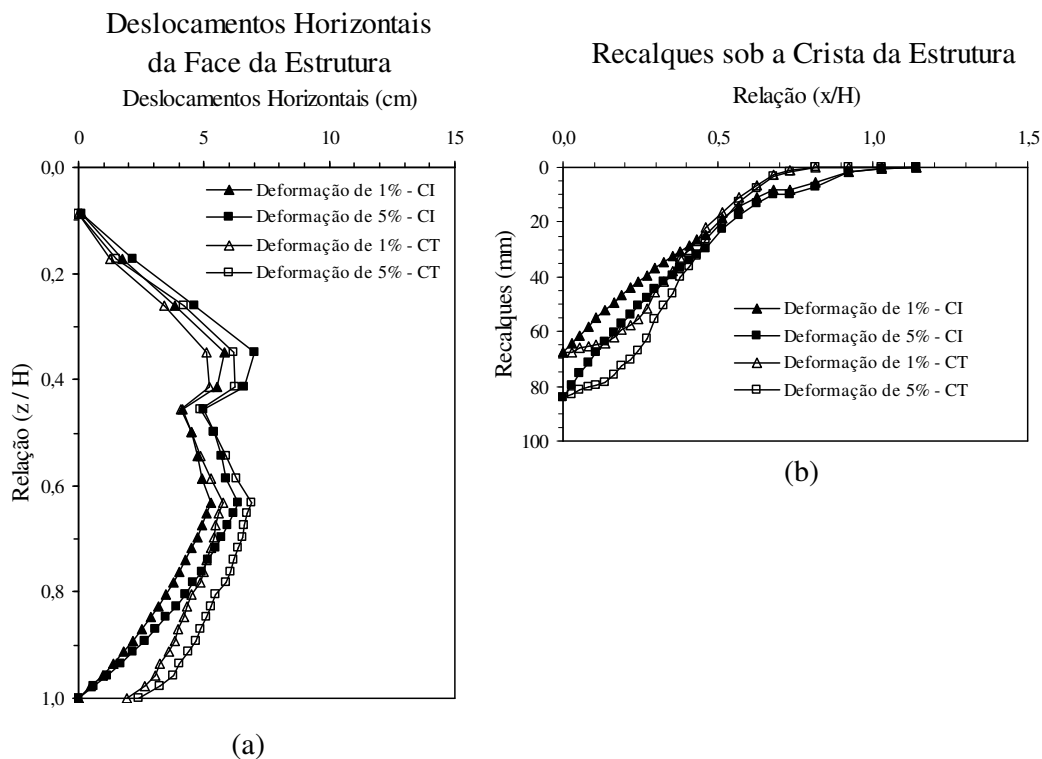 Deslocamentos Horizontais
da Face da Estrutura
Deslocamentos Horizontais (cm)
0 5 10 15
0,0
0,2
0,4
0,6
0,8
1,0
Relação (z / H)
Deformação de 1% - CI
Deformação de 5% - CI
Deformação de 1% - CT
Deformação de 5% - CT
(a)
Recalques sob a Crista da Estrutura
Relação (x/H)
0,0 0,5 1,0 1,5
0
20
40
60
80
100
Recalques (mm)
Deformação de 1% - CI
Deformação de 5% - CI
Deformação de 1% - CT
Deformação de 5% - CT
(b)